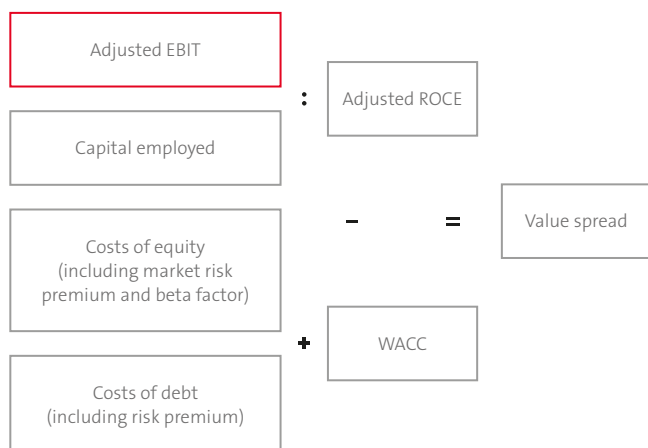 Adjusted EBIT
:
Adjusted ROCE
Capital employed
– =
Value spread
Costs of equity
(including market risk
premium and beta factor)
+
WACC
Costs of debt
(including risk premium)